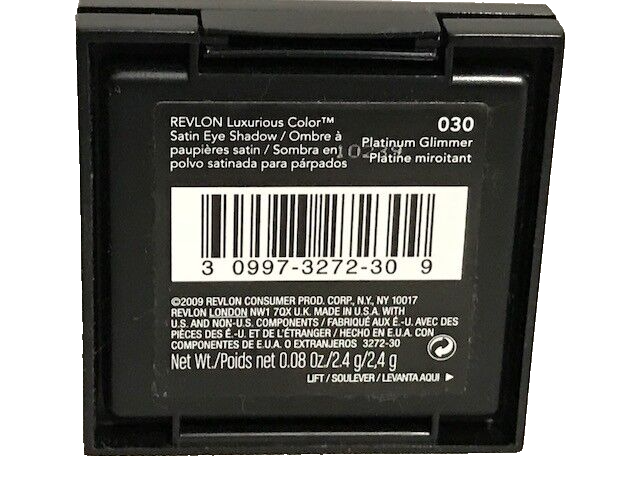 REVLON Luxurious Color™
Satin Eye Shadow / Ombre à
paupières satin / Sombra en
polvo satinada para párpados
030
Platinum Glimmer
Platine miroitant
3 0997-3272-30 9
©2009 REVLON CONSUMER PROD. CORP., N.Y., NY 10017
REVLON LONDON NW1 7QX U.K. MADE IN U.S.A. WITH
U.S. AND NON-U.S. COMPONENTS / FABRIQUÉ AUX É.-U. AVEC DES
PIÈCES DES É.-U. ET DE L'ÉTRANGER / HECHO EN E.U.A. CON
COMPONENTES DE E.U.A. O EXTRANJEROS 3272-30
Net Wt./Poids net 0.08 Oz./2.4 g/2,4 g
LIFT / SOULEVER / LEVANTA AQUI ►